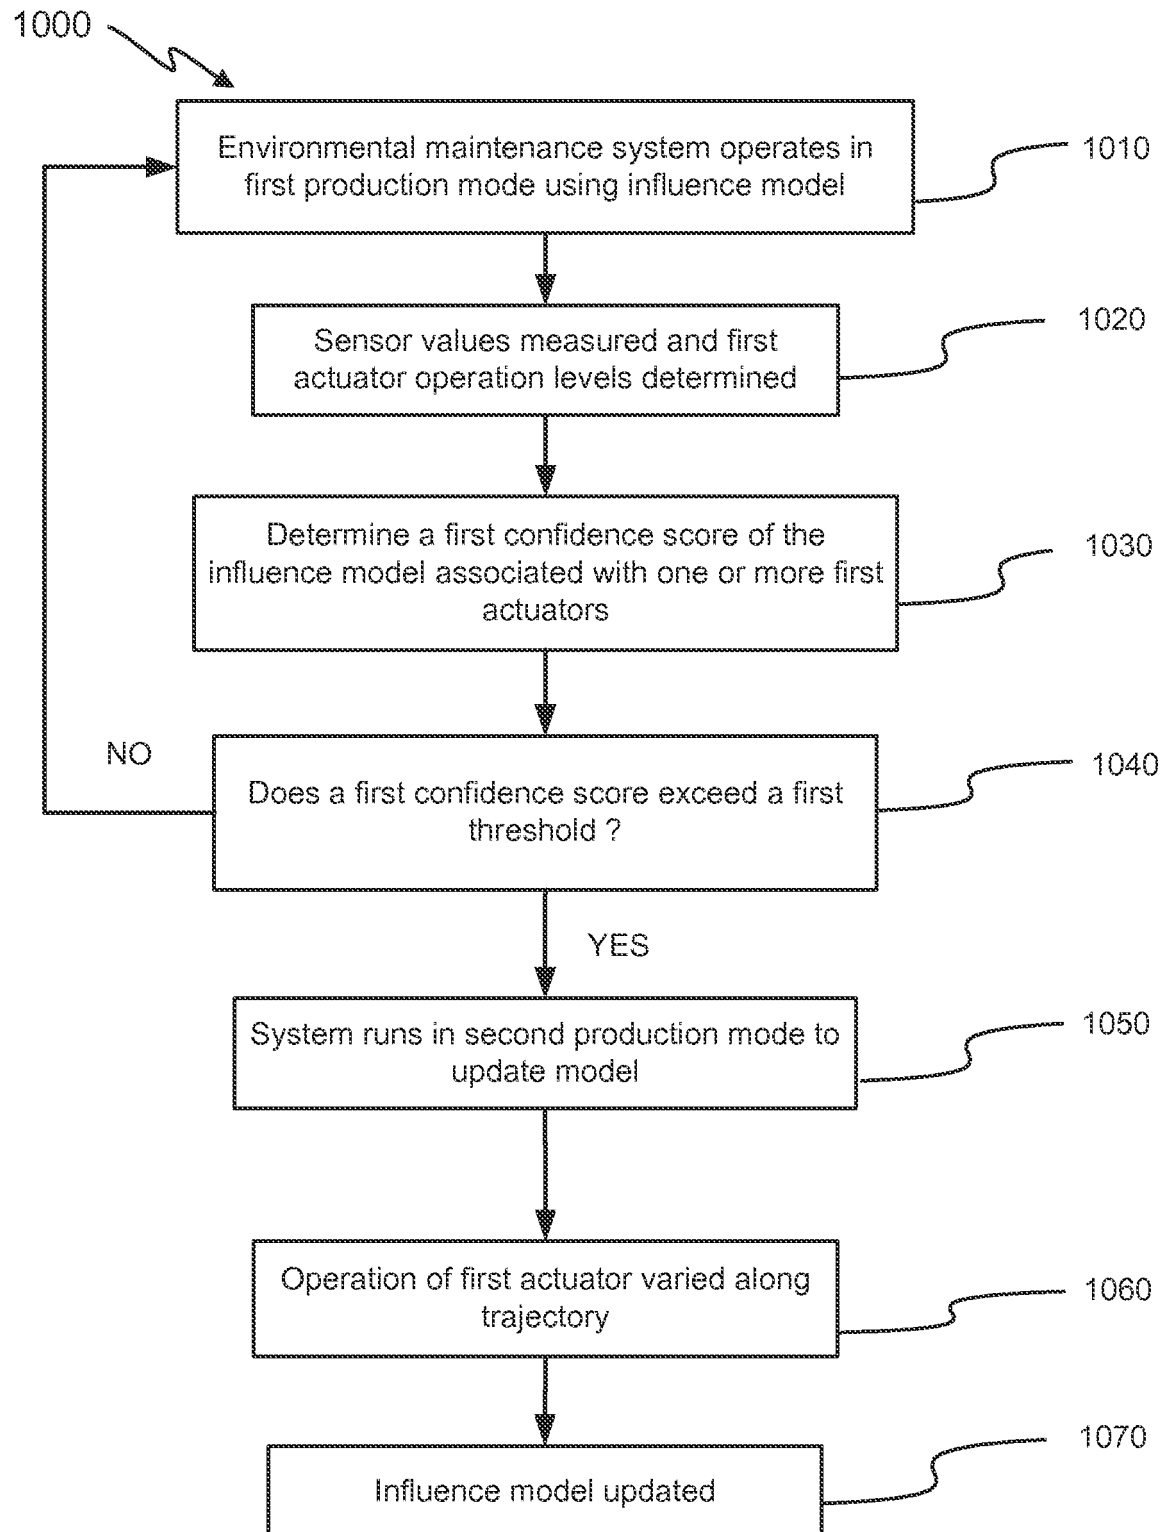 1000
Environmental maintenance system operates in
first production mode using influence model
1010
Sensor values measured and first
actuator operation levels determined
1020
Determine a first confidence score of the
influence model associated with one or more first
actuators
1030
NO
Does a first confidence score exceed a first
threshold ?
1040
YES
System runs in second production mode to
update model
1050
Operation of first actuator varied along
trajectory
1060
Influence model updated
1070